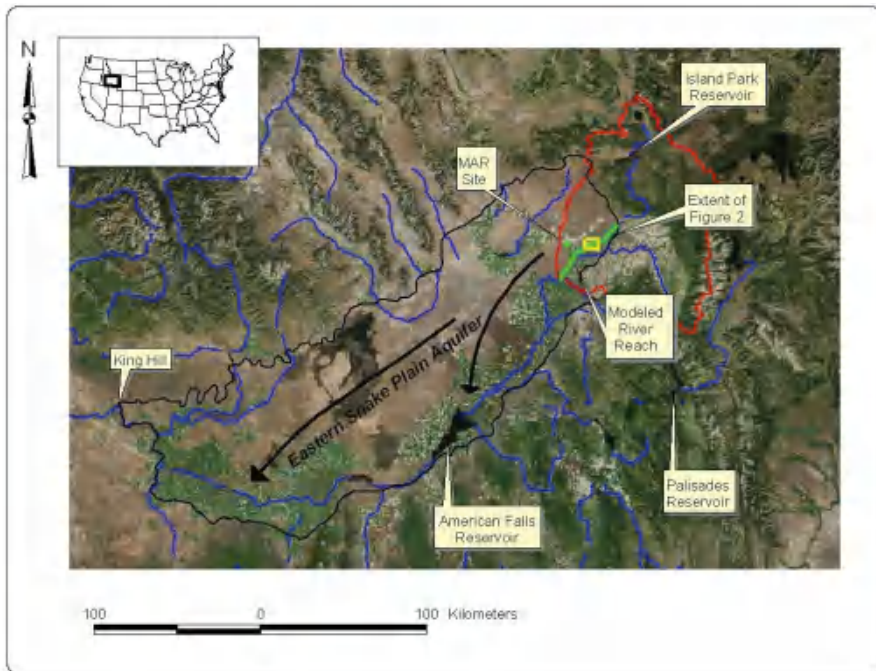 N
Island Park
Reservoir
MAR
Site
Extent of
Figure 2
Modeled
River
Reach
King Hill
Eastern Snake Plain Aquifer
Palisades
Reservoir
American Falls
Reservoir
100 0 100 Kilometers